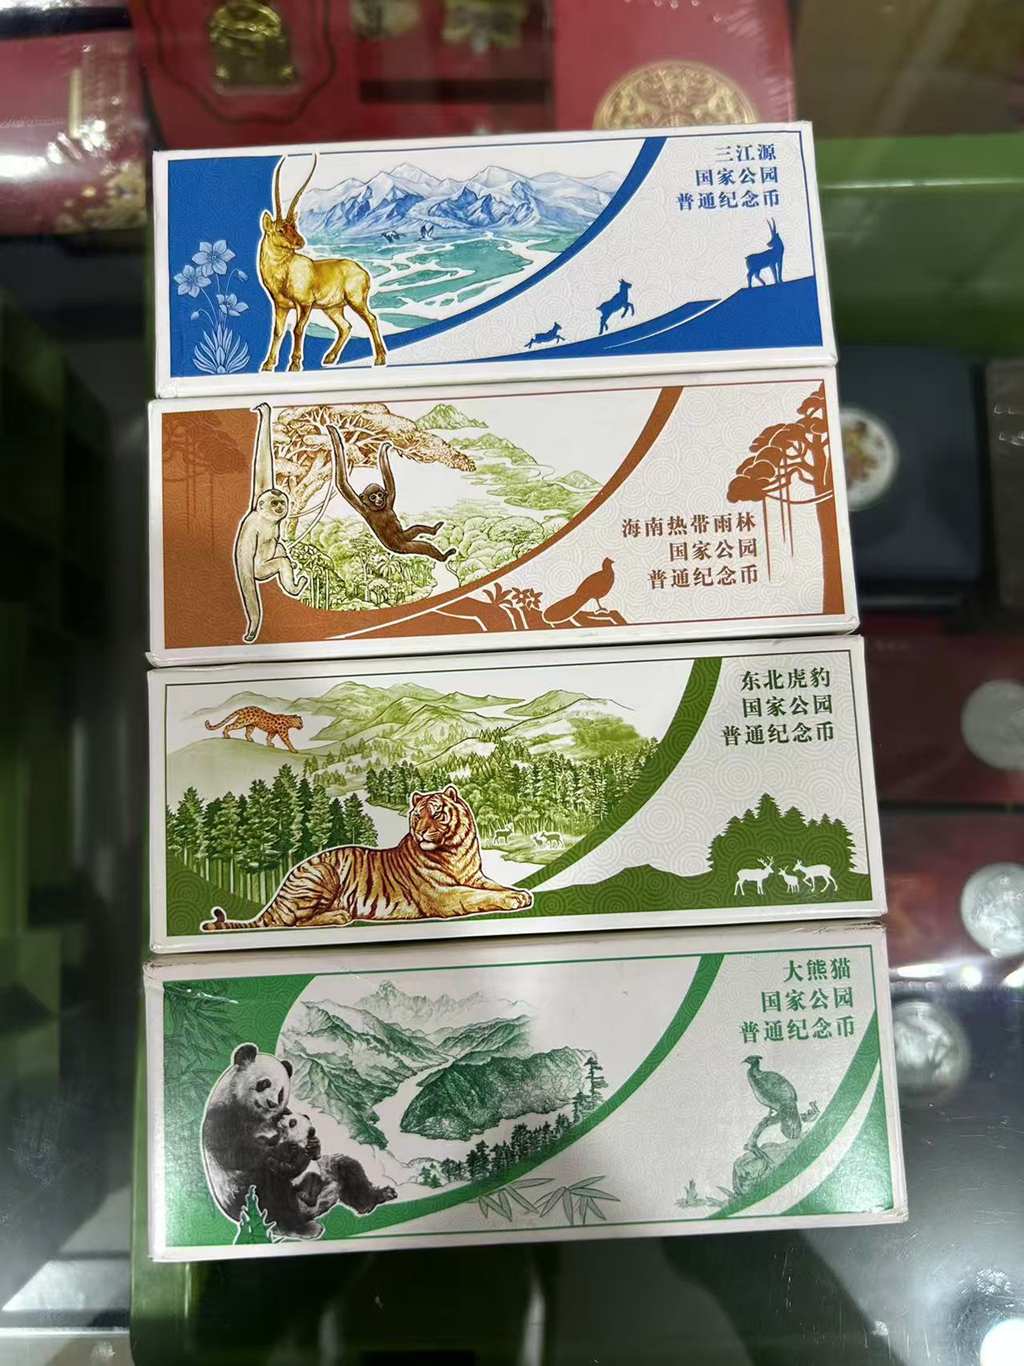 三江源
国家公园
普通纪念币
海南热带雨林
国家公园
普通纪念币
东北虎豹
国家公园
普通纪念币
大熊猫
国家公园
普通纪念币